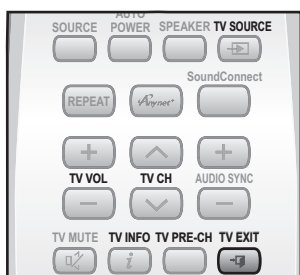 AUTO
SOURCE POWER SPEAKER TV SOURCE
SoundConnect
REPEAT Anynet+
TV VOL TV CH AUDIO SYNC
TV MUTE TV INFO TV PRE-CH TV EXIT